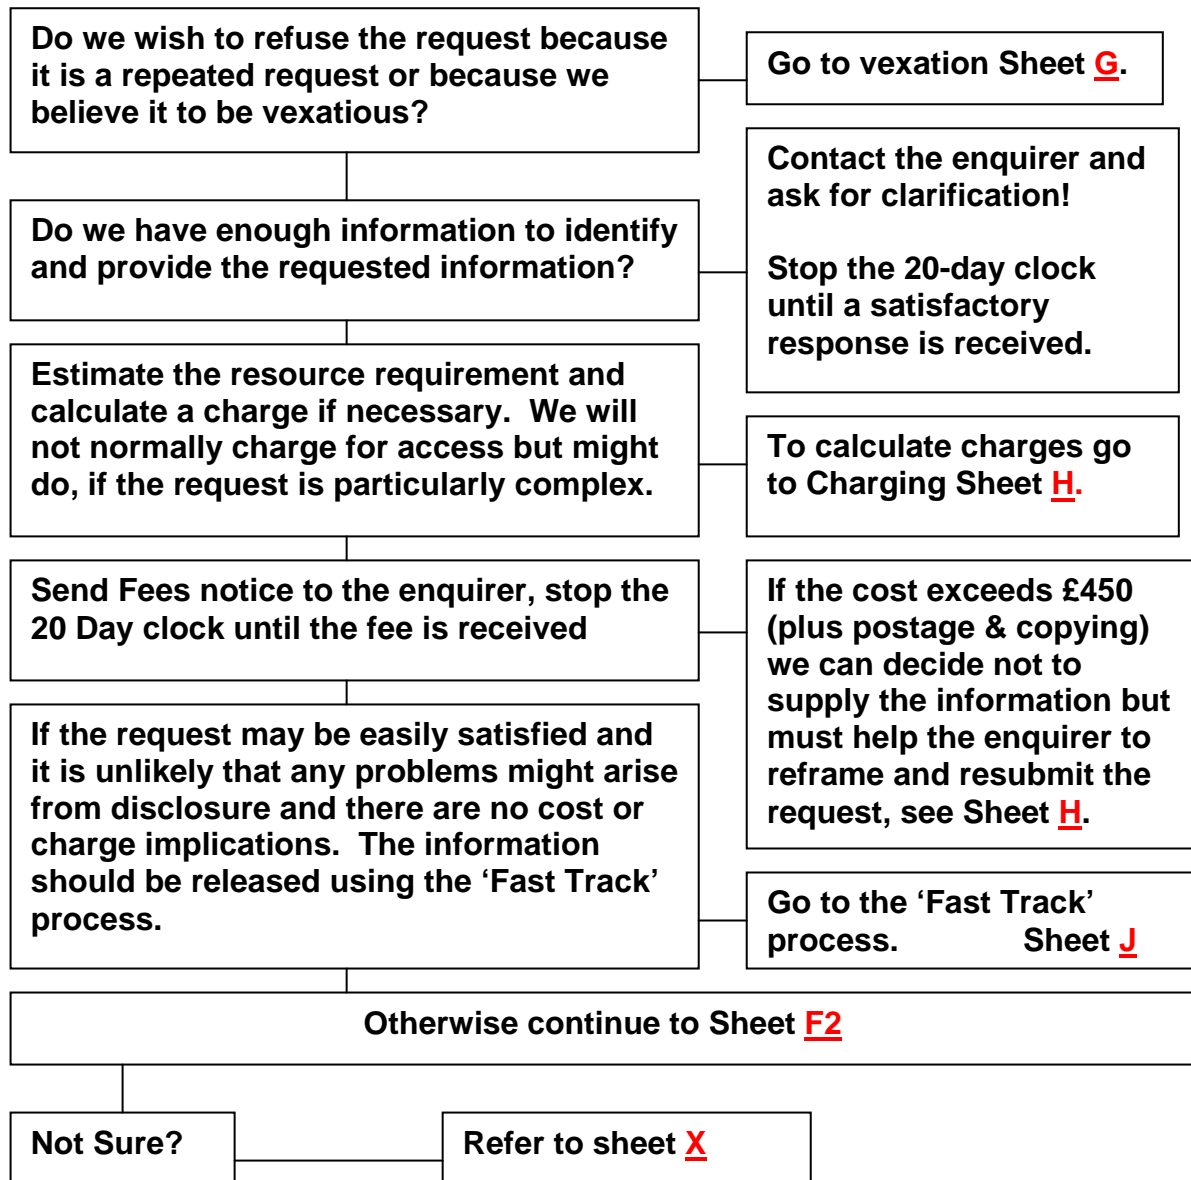 Do we wish to refuse the request because
it is a repeated request or because we
believe it to be vexatious?
Go to vexation Sheet G.
Do we have enough information to identify
and provide the requested information?
Contact the enquirer and
ask for clarification!
Stop the 20-day clock
until a satisfactory
response is received.
Estimate the resource requirement and
calculate a charge if necessary.  We will
not normally charge for access but might
do, if the request is particularly complex.
To calculate charges go
to Charging Sheet H.
Send Fees notice to the enquirer, stop the
20 Day clock until the fee is received
If the cost exceeds £450
(plus postage & copying)
we can decide not to
supply the information but
must help the enquirer to
reframe and resubmit the
request, see Sheet H.
If the request may be easily satisfied and
it is unlikely that any problems might arise
from disclosure and there are no cost or
charge implications.  The information
should be released using the ‘Fast Track’
process.
Go to the ‘Fast Track’
process. Sheet J
Otherwise continue to Sheet F2
Not Sure?
Refer to sheet X